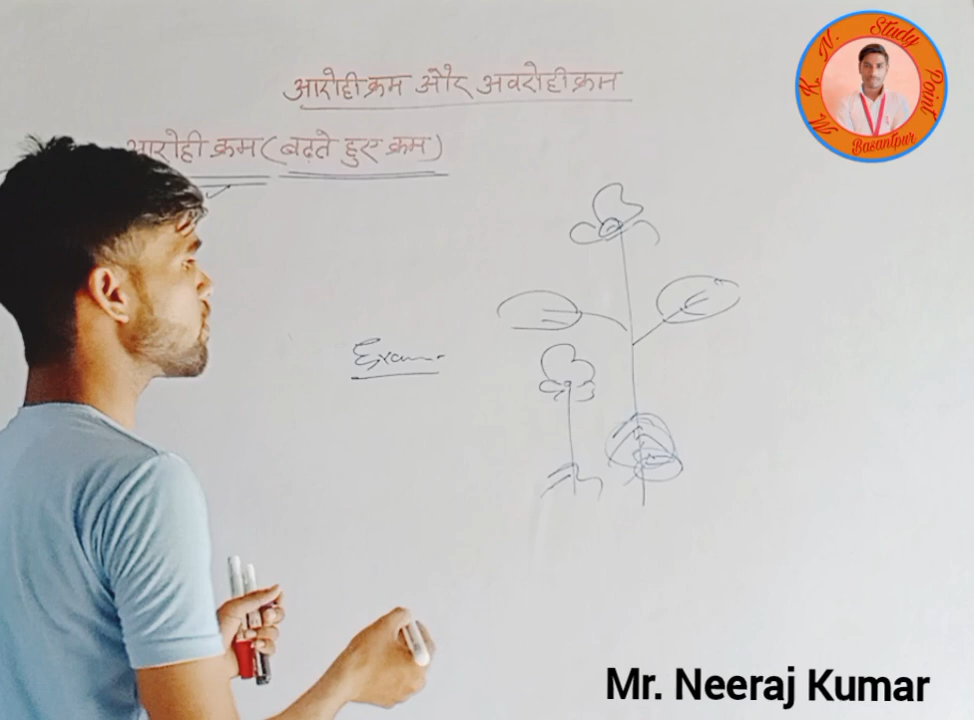 आरोही क्रम और अवरोही क्रम
आरोही क्रम (बढ़ते हुए क्रम)
Exam.
M. K. N. Study Point
Basantpur
Mr. Neeraj Kumar